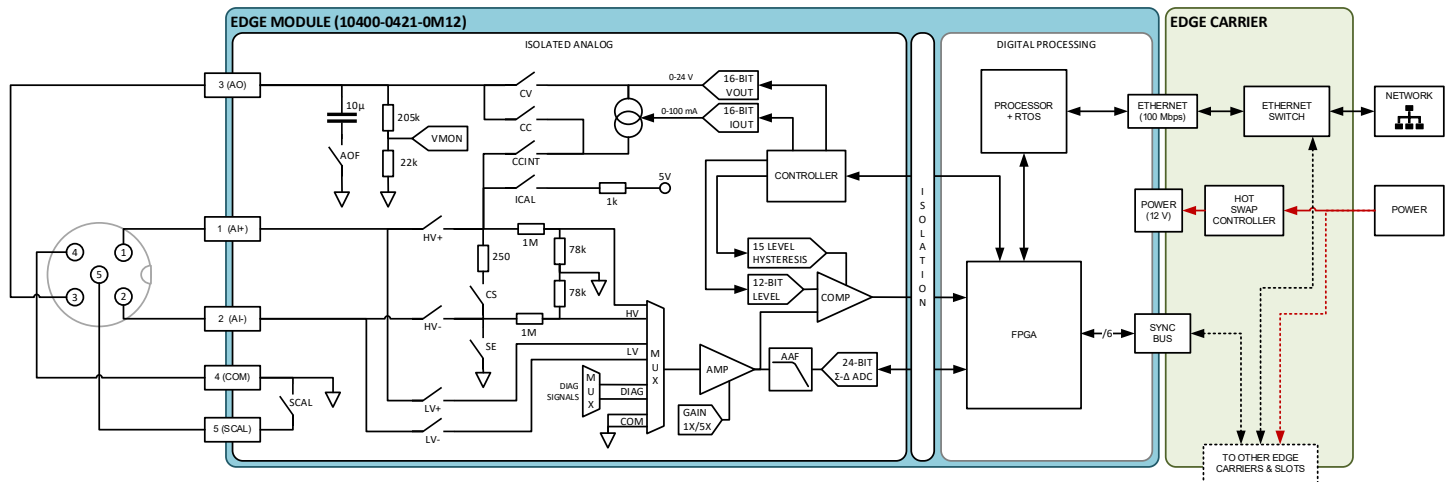 EDGE MODULE (10400-0421-0M12)
EDGE CARRIER
ISOLATED ANALOG
DIGITAL PROCESSING
3 (AO)
10µ
205k
VMON
22k
AOF
CV
CC
CCINT
ICAL
1k
5V
0-24 V
16-BIT
VOUT
0-100 mA
16-BIT
IOUT
CONTROLLER
PROCESSOR
+ RTOS
ETHERNET
(100 Mbps)
ETHERNET
SWITCH
NETWORK
POWER
(12 V)
HOT
SWAP
CONTROLLER
POWER
ISOLATION
1 (AI+)
HV+
1M
78k
250
CS
78k
HV-
1M
SE
2 (AI-)
4
1
5
3
2
15 LEVEL
HYSTERESIS
12-BIT
LEVEL
COMP
HV
LV
MUX
DIAG
SIGNALS
MUX
DIAG
COM
AMP
AAF
24-BIT
Σ-Δ ADC
GAIN
1X/5X
FPGA
/6
SYNC
BUS
4 (COM)
SCAL
5 (SCAL)
LV+
LV-
TO OTHER EDGE
CARRIERS & SLOTS